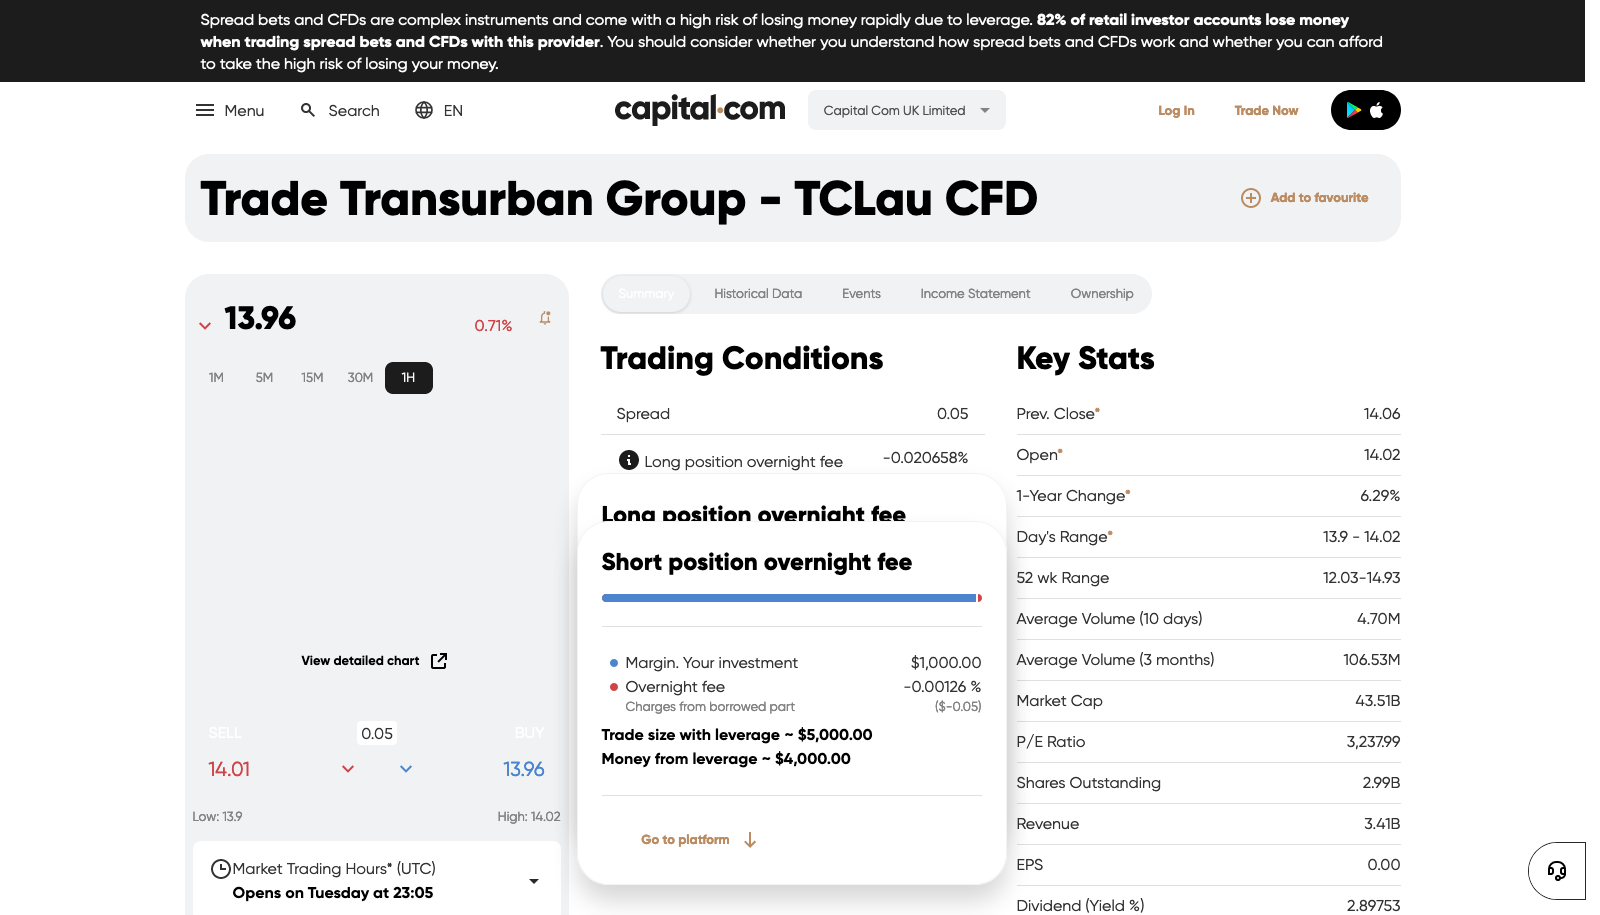 Spread bets and CFDs are complex instruments and come with a high risk of losing money rapidly due to leverage. 82% of retail investor accounts lose money
when trading spread bets and CFDs with this provider. You should consider whether you understand how spread bets and CFDs work and whether you can afford
to take the high risk of losing your money.
Menu
Search
EN
capital.com
Capital Com UK Limited
Log In
Trade Now
Trade Transurban Group - TCLau CFD
Add to favourite
13.96
0.71%
1M 5M 15M 30M 1H
View detailed chart
SELL 0.05 BUY
14.01 13.96
Low: 13.9 High: 14.02
Market Trading Hours* (UTC)
Opens on Tuesday at 23:05
Summary Historical Data Events Income Statement Ownership
Trading Conditions
Spread 0.05
Long position overnight fee -0.020658%
Long position overnight fee
Short position overnight fee
Margin. Your investment $1,000.00
Overnight fee -0.00126 %
Charges from borrowed part ($-0.05)
Trade size with leverage ~ $5,000.00
Money from leverage ~ $4,000.00
Go to platform
Key Stats
Prev. Close* 14.06
Open* 14.02
1-Year Change* 6.29%
Day's Range* 13.9 - 14.02
52 wk Range 12.03-14.93
Average Volume (10 days) 4.70M
Average Volume (3 months) 106.53M
Market Cap 43.51B
P/E Ratio 3,237.99
Shares Outstanding 2.99B
Revenue 3.41B
EPS 0.00
Dividend (Yield %) 2.89753